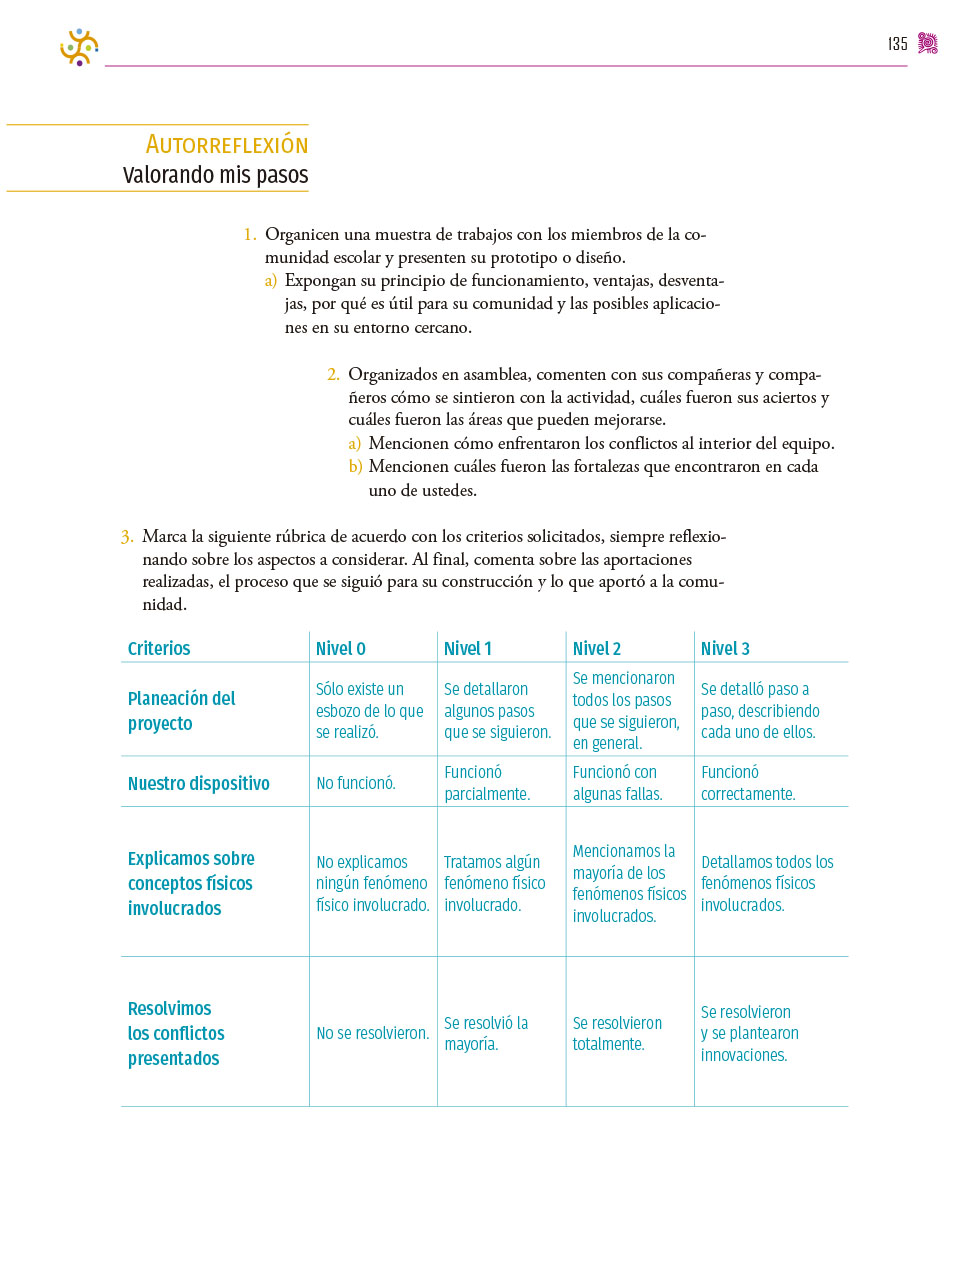 135
AUTORREFLEXIÓN
Valorando mis pasos
1. Organicen una muestra de trabajos con los miembros de la co-
munidad escolar y presenten su prototipo o diseño.
a) Expongan su principio de funcionamiento, ventajas, desventa-
jas, por qué es útil para su comunidad y las posibles aplicacio-
nes en su entorno cercano.
2. Organizados en asamblea, comenten con sus compañeras y compa-
ñeros cómo se sintieron con la actividad, cuáles fueron sus aciertos y
cuáles fueron las áreas que pueden mejorarse.
a) Mencionen cómo enfrentaron los conflictos al interior del equipo.
b) Mencionen cuáles fueron las fortalezas que encontraron en cada
uno de ustedes.
3. Marca la siguiente rúbrica de acuerdo con los criterios solicitados, siempre reflexio-
nando sobre los aspectos a considerar. Al final, comenta sobre las aportaciones
realizadas, el proceso que se siguió para su construcción y lo que aportó a la comu-
nidad.
Criterios
Nivel 0
Nivel 1
Nivel 2
Nivel 3
Planeación del
proyecto
Sólo existe un
esbozo de lo que
se realizó.
Se detallaron
algunos pasos
que se siguieron.
Se mencionaron
todos los pasos
que se siguieron,
en general.
Se detalló paso a
paso, describiendo
cada uno de ellos.
Nuestro dispositivo
No funcionó.
Funcionó
parcialmente.
Funcionó con
algunas fallas.
Funcionó
correctamente.
Explicamos sobre
conceptos físicos
involucrados
No explicamos
ningún fenómeno
físico involucrado.
Tratamos algún
fenómeno físico
involucrado.
Mencionamos la
mayoría de los
fenómenos físicos
involucrados.
Detallamos todos los
fenómenos físicos
involucrados.
Resolvimos
los conflictos
presentados
No se resolvieron.
Se resolvió la
mayoría.
Se resolvieron
totalmente.
Se resolvieron
y se plantearon
innovaciones.